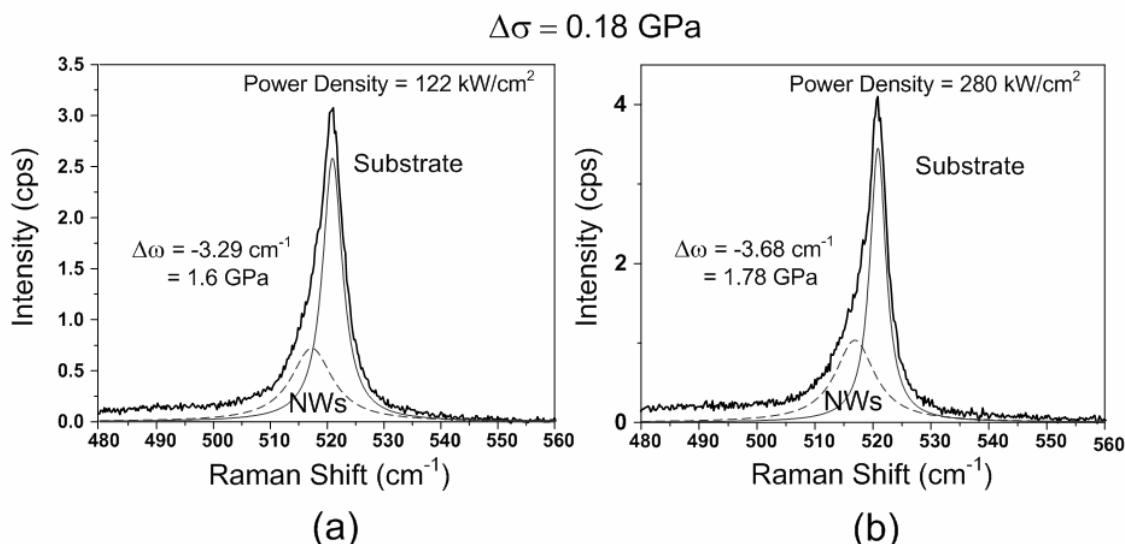 Δσ = 0.18 GPa
Power Density = 122 kW/cm²
Substrate
Δω = -3.29 cm⁻¹
= 1.6 GPa
NWs
Intensity (cps)
3.5
3.0
2.5
2.0
1.5
1.0
0.5
0.0
480 490 500 510 520 530 540 550 560
Raman Shift (cm⁻¹)
(a)
Power Density = 280 kW/cm²
Substrate
Δω = -3.68 cm⁻¹
= 1.78 GPa
NWs
Intensity (cps)
4
2
0
480 490 500 510 520 530 540 550 560
Raman Shift (cm⁻¹)
(b)